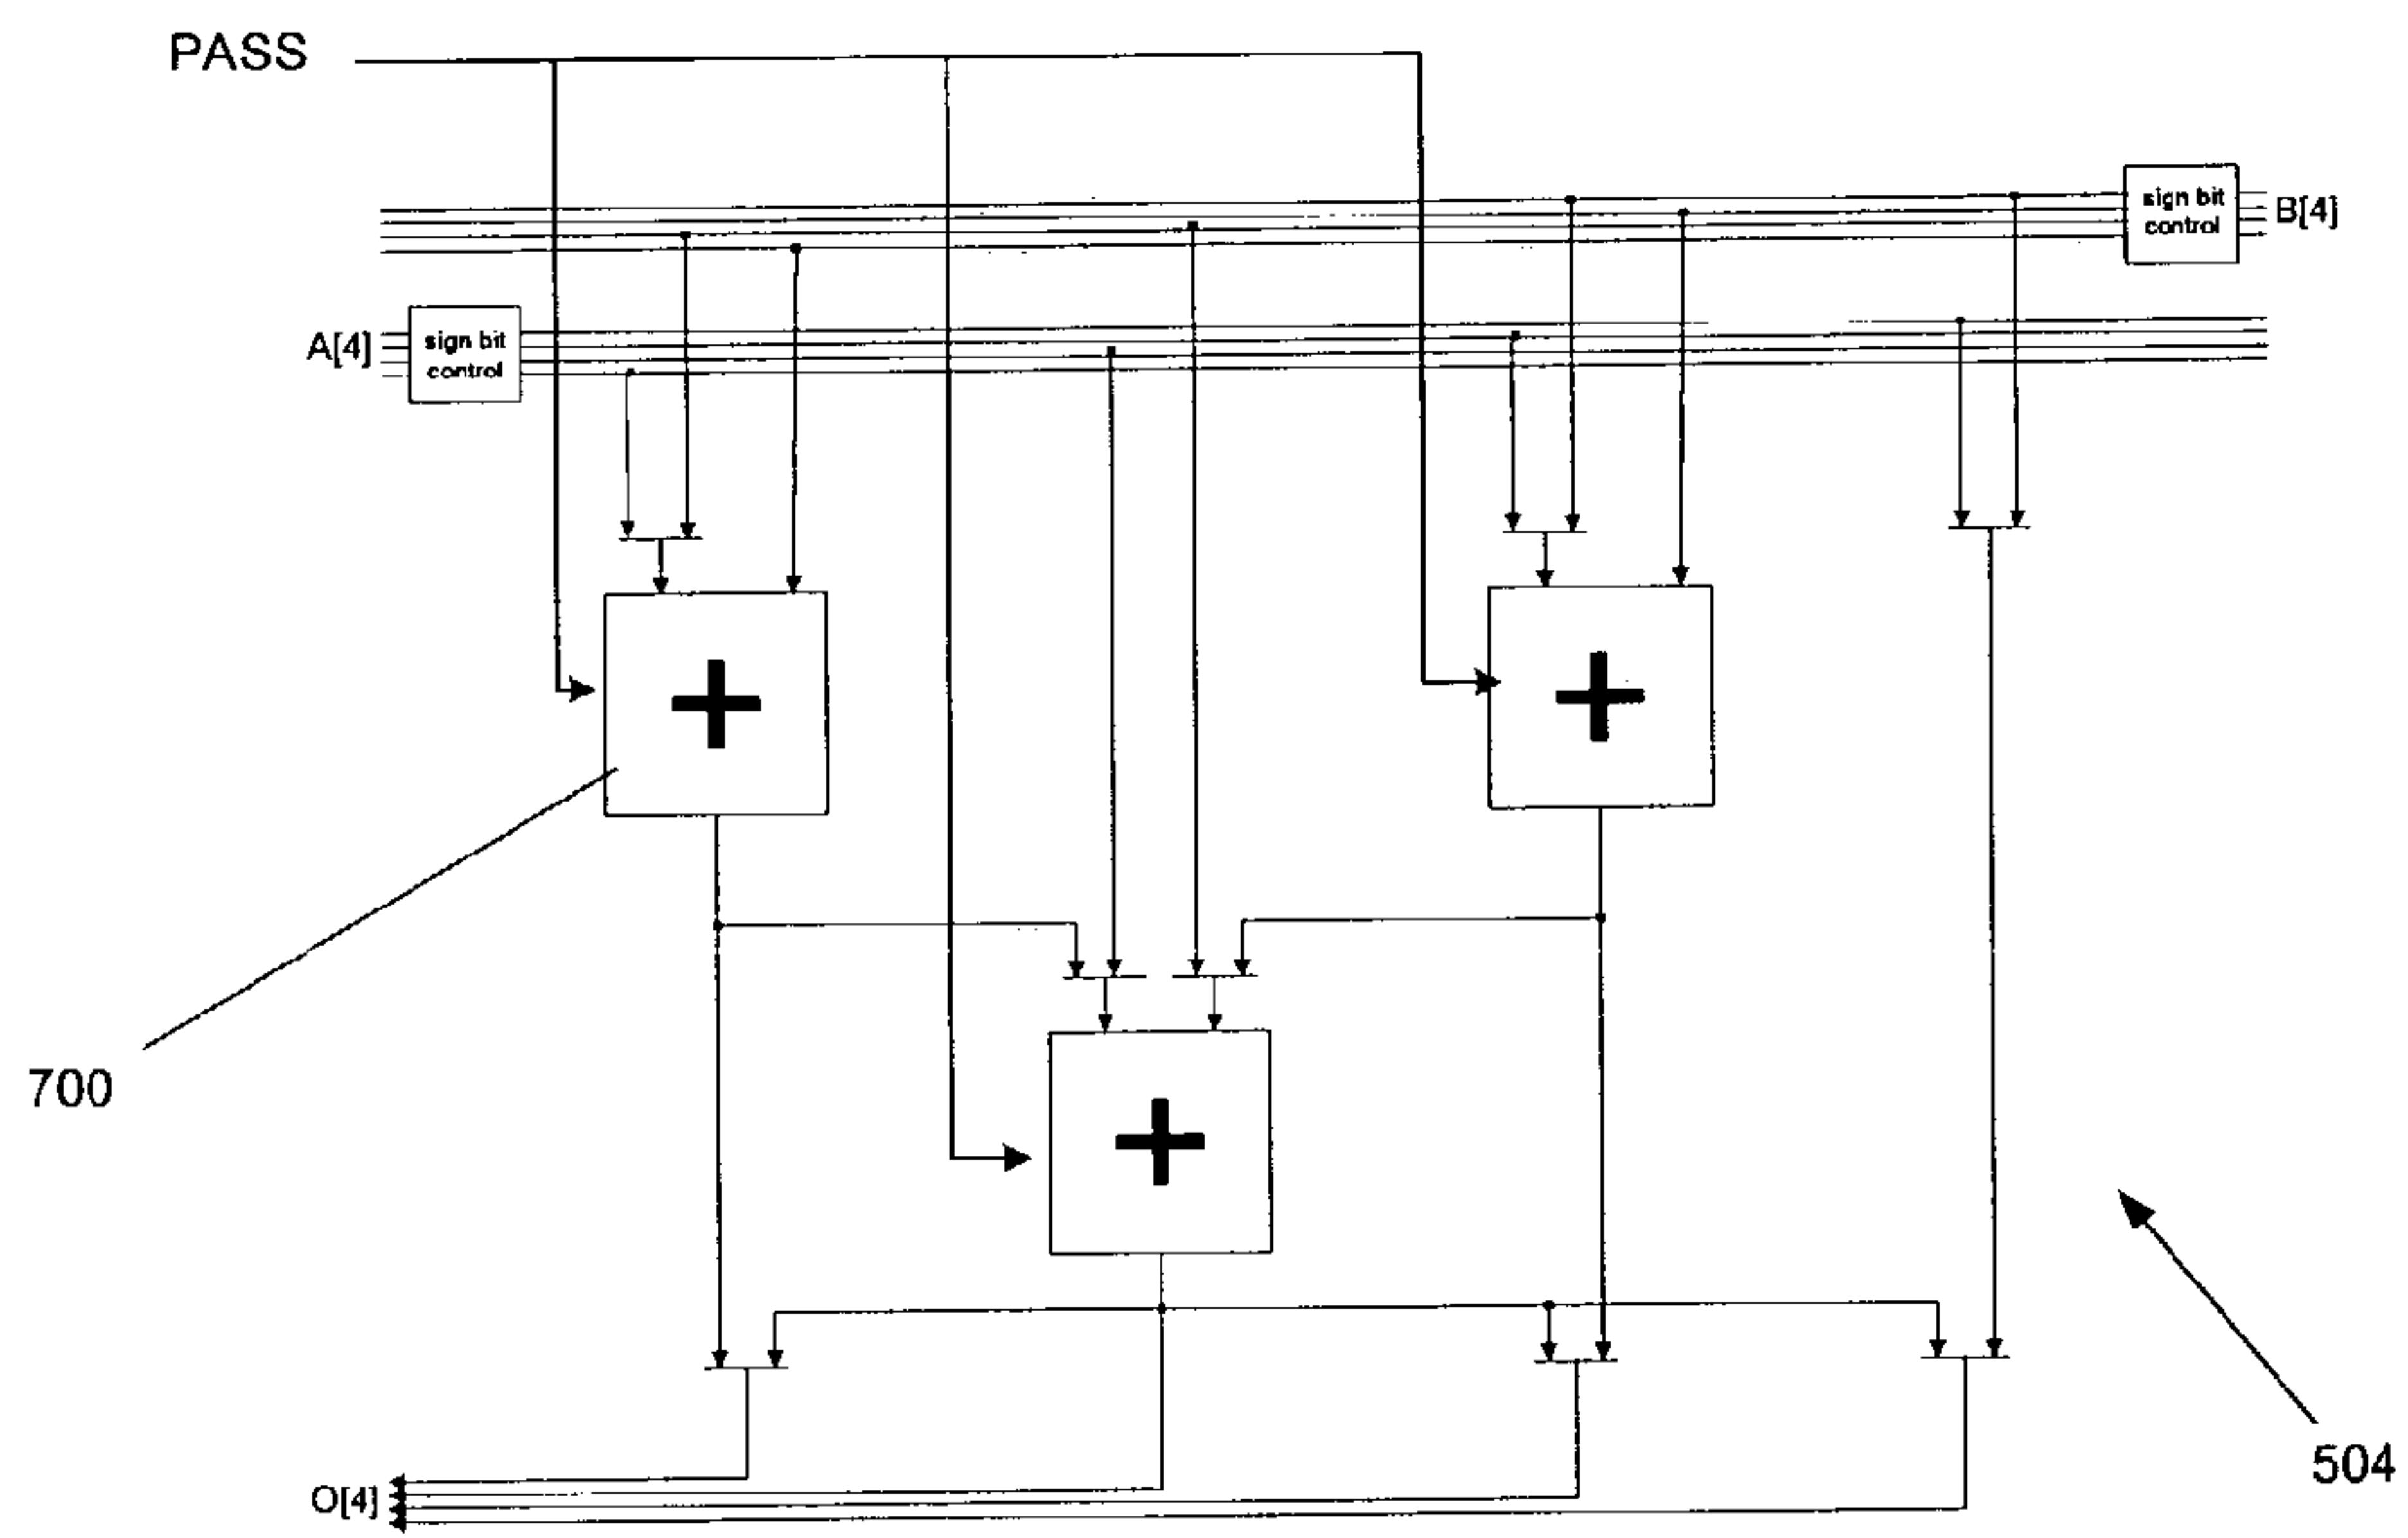 PASS
sign bit
control
B[4]
A[4]
sign bit
control
+
+
700
+
504
O[4]